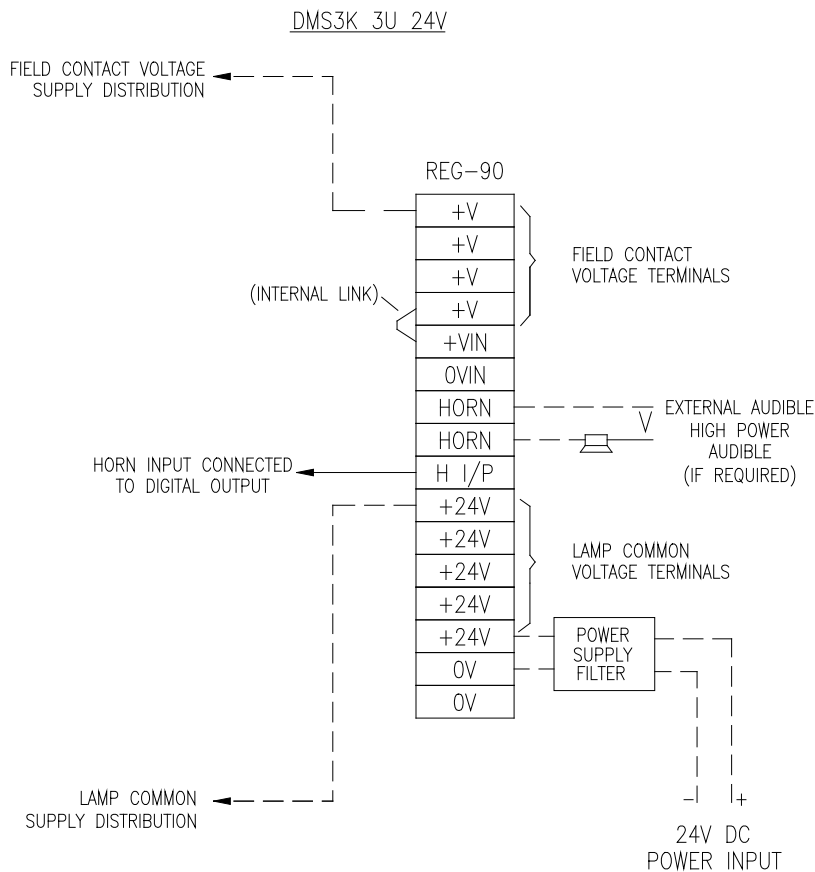 DMS3K 3U 24V
FIELD CONTACT VOLTAGE
SUPPLY DISTRIBUTION
REG-90
+V
+V
+V
+V
+VIN
0VIN
HORN
HORN
H I/P
+24V
+24V
+24V
+24V
+24V
0V
0V
FIELD CONTACT
VOLTAGE TERMINALS
(INTERNAL LINK)
V
EXTERNAL AUDIBLE
HIGH POWER
AUDIBLE
(IF REQUIRED)
HORN INPUT CONNECTED
TO DIGITAL OUTPUT
LAMP COMMON
VOLTAGE TERMINALS
POWER
SUPPLY
FILTER
LAMP COMMON
SUPPLY DISTRIBUTION
- +
24V DC
POWER INPUT